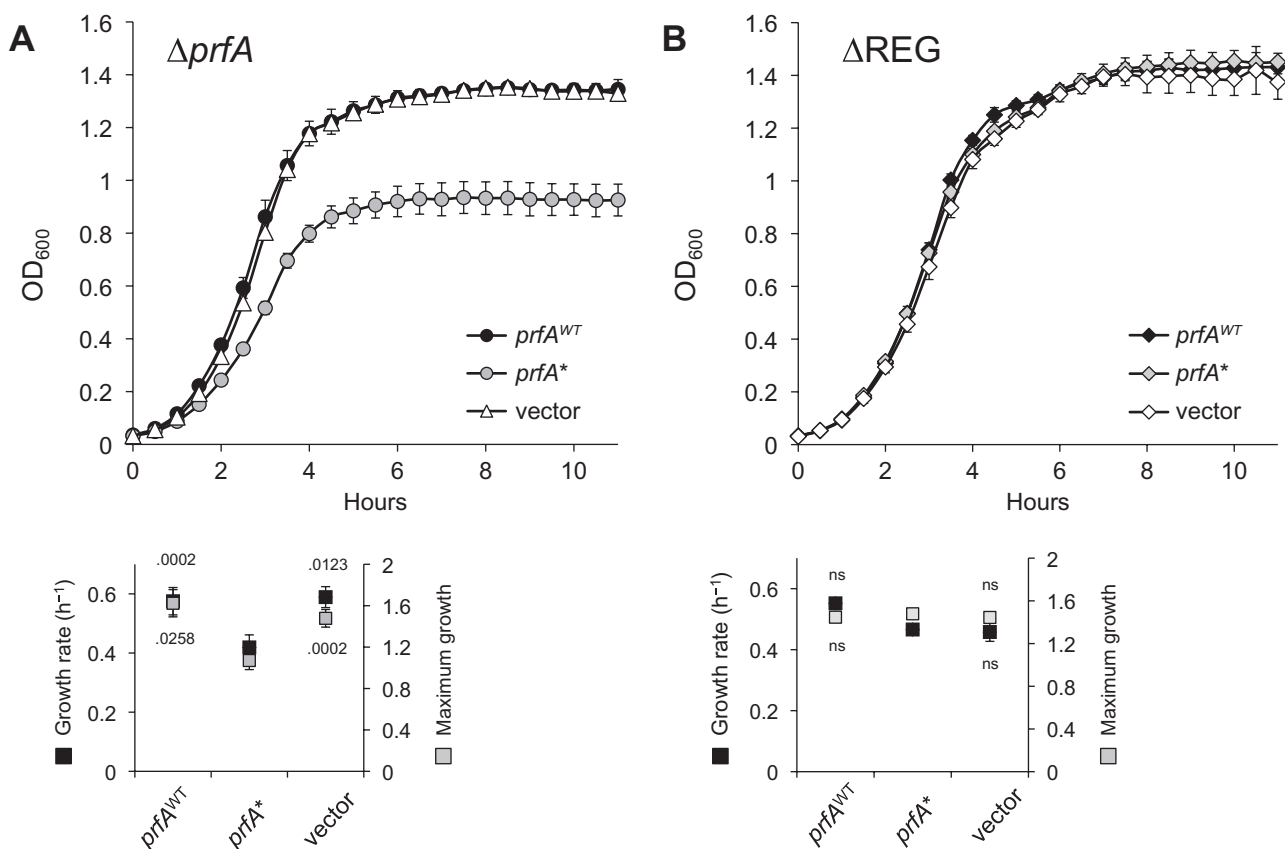 A
ΔprfA
1.6
1.4
1.2
1
0.8
0.6
0.4
0.2
0
OD600
prfAWT
prfA*
vector
0 2 4 6 8 10
Hours
B
ΔREG
1.6
1.4
1.2
1
0.8
0.6
0.4
0.2
0
OD600
prfAWT
prfA*
vector
0 2 4 6 8 10
Hours
Growth rate (h⁻¹)
0.6
0.4
0.2
0
.0002
.0258
.0123
.0002
2
1.6
1.2
0.8
0.4
0
Maximum growth
prfAWT
prfA*
vector
Growth rate (h⁻¹)
0.6
0.4
0.2
0
ns
ns
ns
ns
2
1.6
1.2
0.8
0.4
0
Maximum growth
prfAWT
prfA*
vector